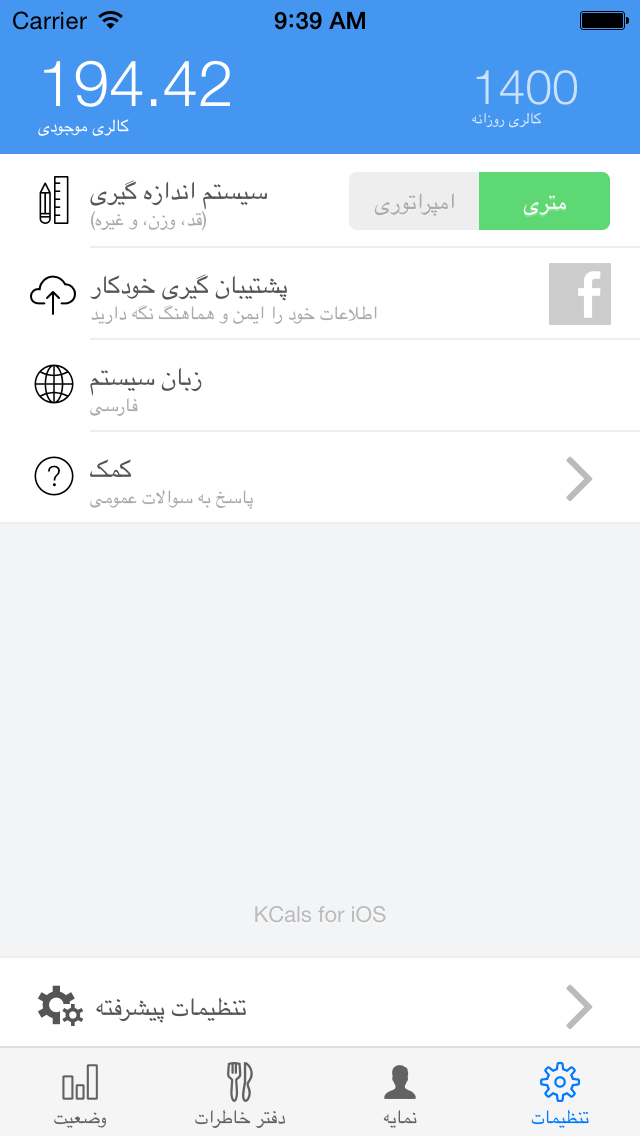 Carrier 9:39 AM
194.42
کالری موجودی
1400
کالری روزانه
سیستم اندازه گیری
(قد، وزن، و غیره)
امپراتوری
متری
پشتیبان گیری خودکار
اطلاعات خود را ایمن و هماهنگ نگه دارید
زبان سیستم
فارسی
کمک
پاسخ به سوالات عمومی
KCals for iOS
تنظیمات پیشرفته
وضعیت
دفتر خاطرات
نمایه
تنظیمات